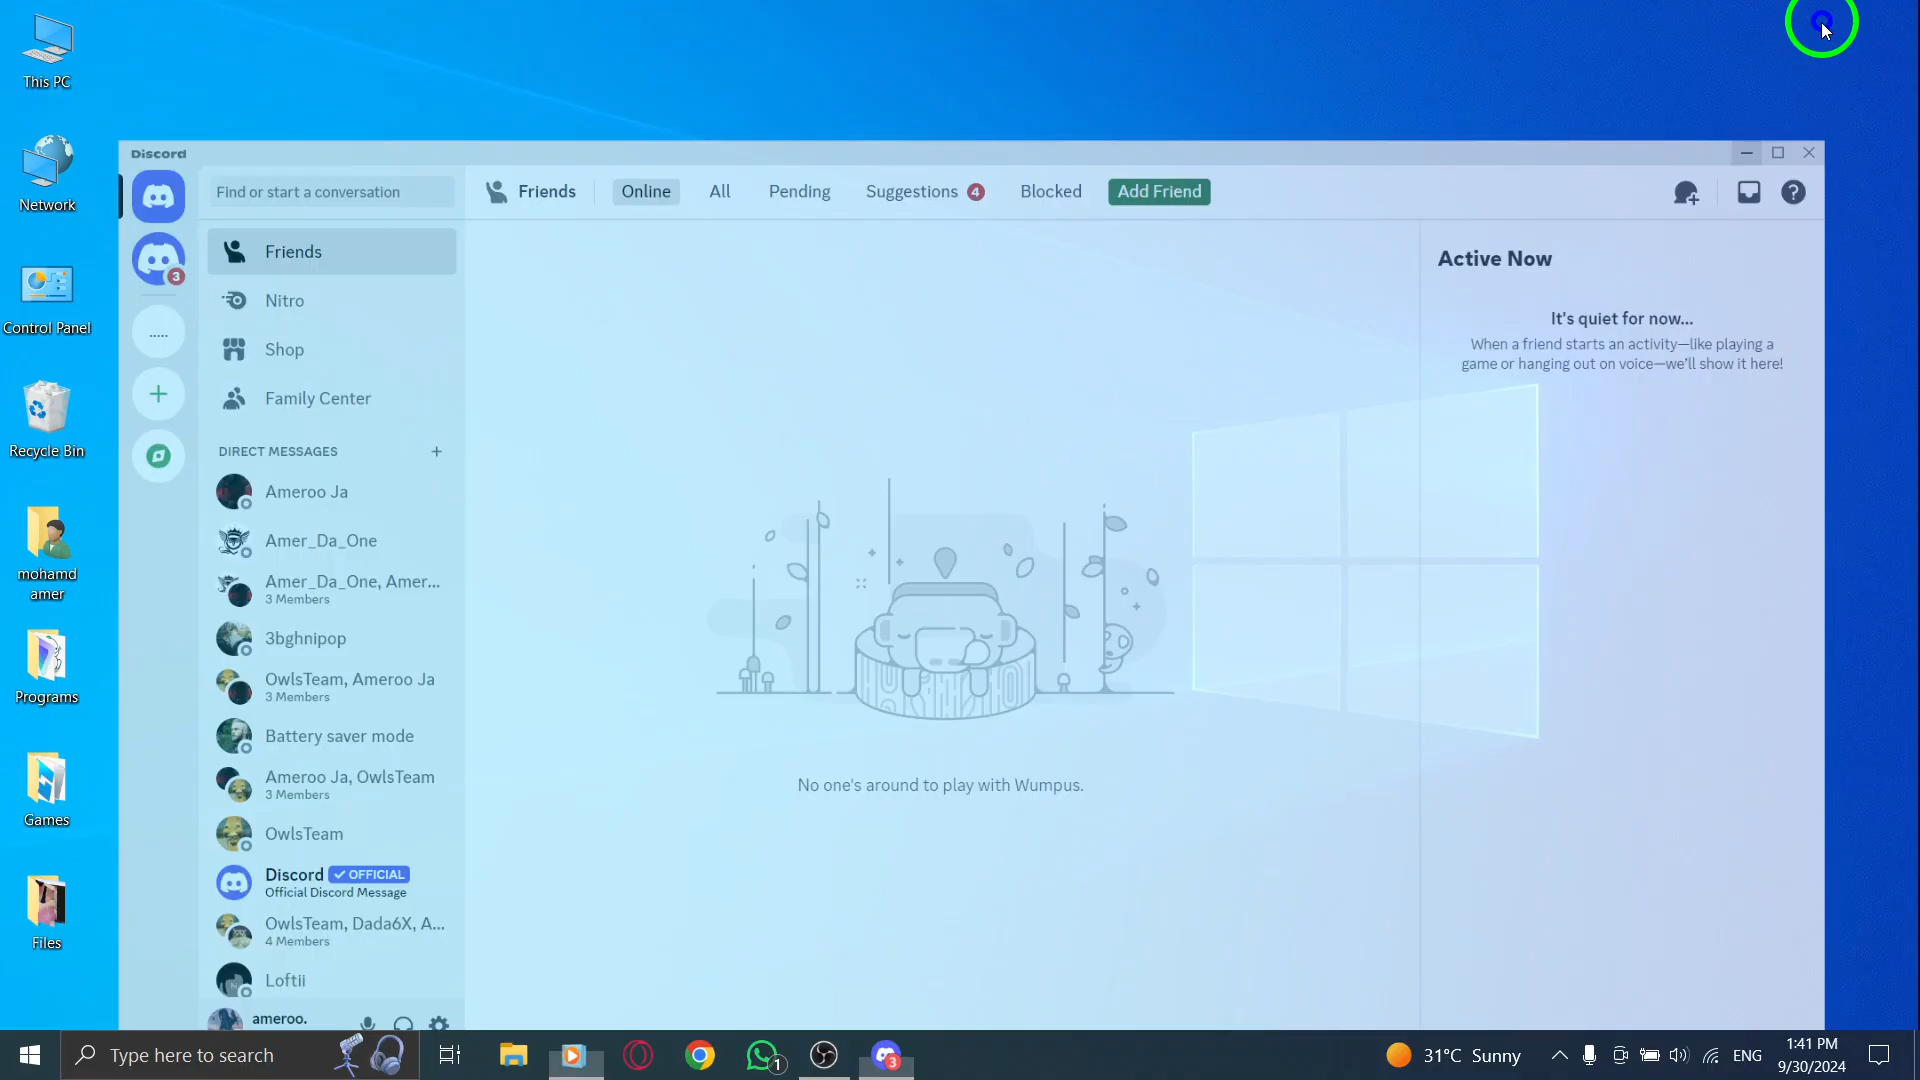 This PC
Network
Control Panel
Recycle Bin
mohamd
amer
Programs
Games
Files
Discord
Find or start a conversation
Friends
Online
All
Pending
Suggestions 4
Blocked
Add Friend
3
.....
Friends
Nitro
Shop
Family Center
DIRECT MESSAGES
Ameroo Ja
Amer_Da_One
Amer_Da_One, Amer...
3 Members
3bghnipop
OwlsTeam, Ameroo Ja
3 Members
Battery saver mode
Ameroo Ja, OwlsTeam
3 Members
OwlsTeam
Discord OFFICIAL
Official Discord Message
OwlsTeam, Dada6X, A...
4 Members
Loftii
ameroo.
No one's around to play with Wumpus.
Active Now
It's quiet for now...
When a friend starts an activity—like playing a
game or hanging out on voice—we'll show it here!
Type here to search
1
3
31°C Sunny
ENG
1:41 PM
9/30/2024